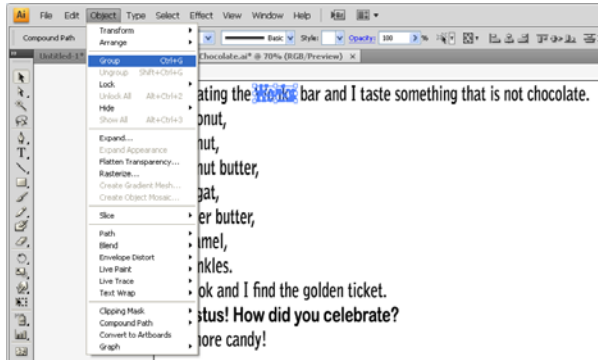 Ai File Edit Object Type Select Effect View Window Help Br
Compound Path Basic Style: Opacity: 100 %
Untitled-1* Chocolate.ai* @ 70% (RGB/Preview) ×
Transform
Arrange
Group Ctrl+G
Ungroup Shift+Ctrl+G
Lock
Unlock All Alt+Ctrl+2
Hide
Show All Alt+Ctrl+3
Expand...
Expand Appearance
Flatten Transparency...
Rasterize...
Create Gradient Mesh...
Create Object Mosaic...
Slice
Path
Blend
Envelope Distort
Live Paint
Live Trace
Text Wrap
Clipping Mask
Compound Path
Convert to Artboards
Graph
ating the Wonka bar and I taste something that is not chocolate.
onut,
nut,
nut butter,
gat,
er butter,
amel,
nkles.
ok and I find the golden ticket.
stus! How did you celebrate?
more candy!